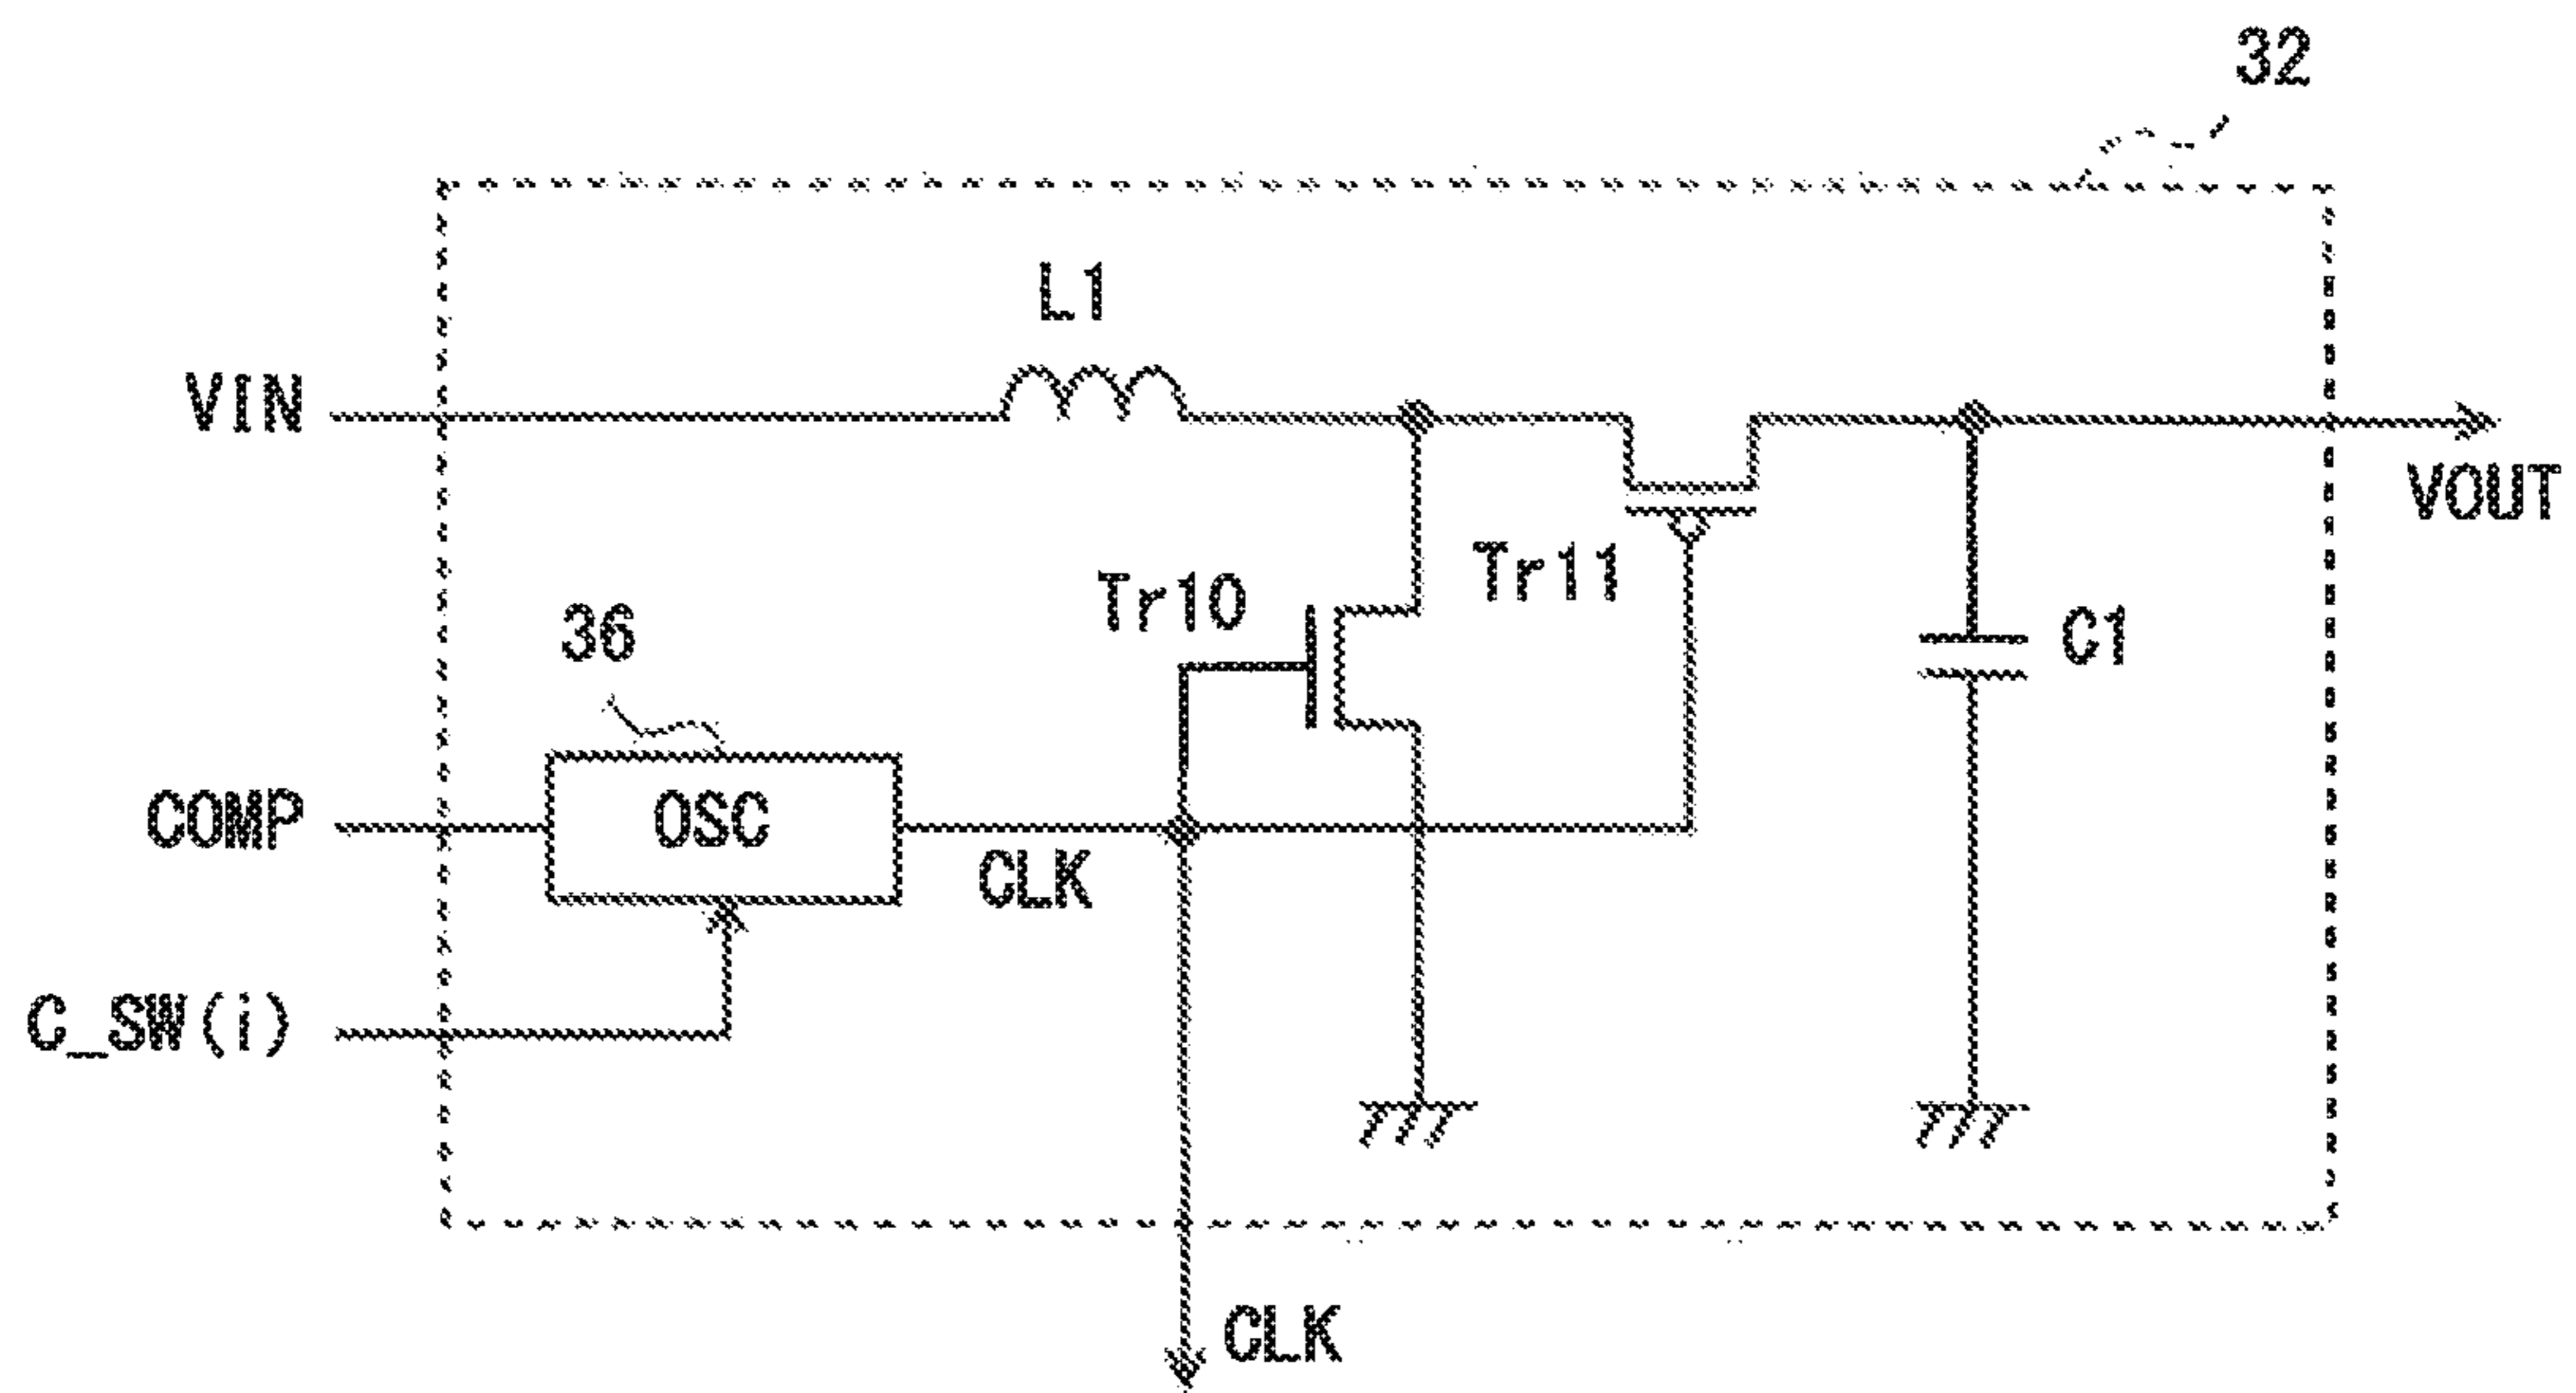 32
L1
VIN
VOUT
Tr10
Tr11
C1
36
COMP
OSC
CLK
C_SW(i)
CLK